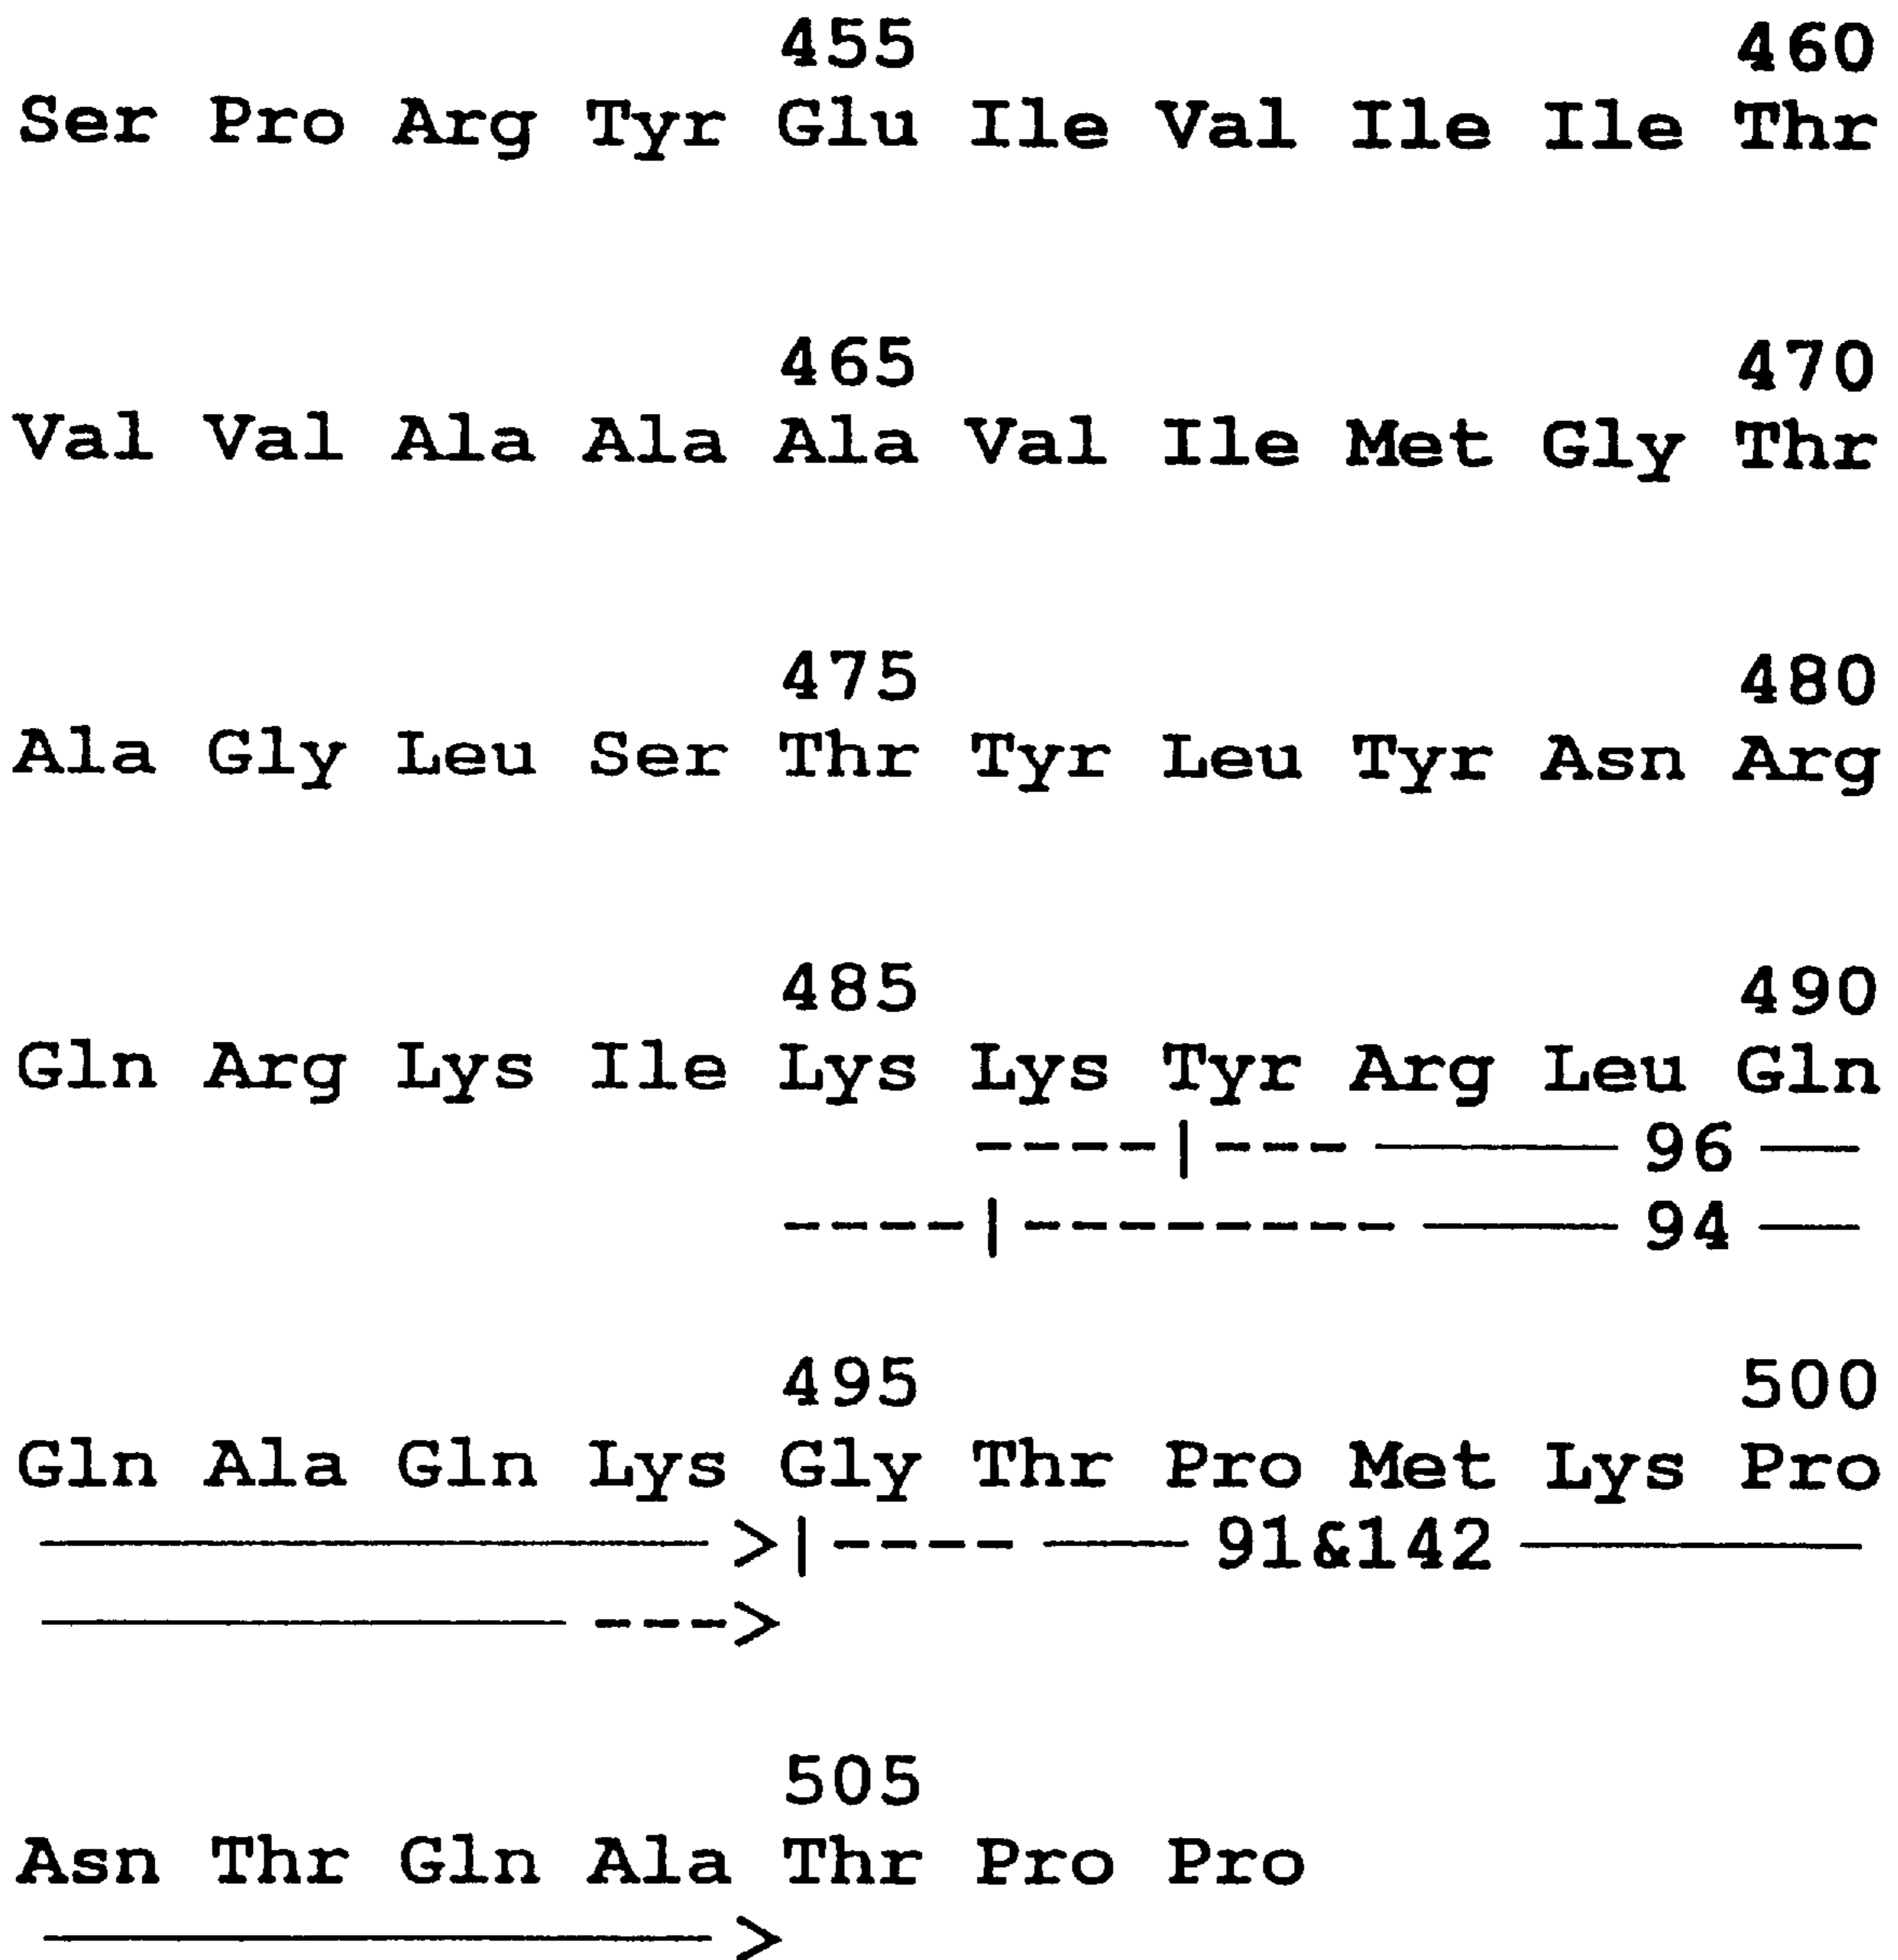 455 460
Ser Pro Arg Tyr Glu Ile Val Ile Ile Thr
465 470
Val Val Ala Ala Ala Val Ile Met Gly Thr
475 480
Ala Gly Leu Ser Thr Tyr Leu Tyr Asn Arg
485 490
Gln Arg Lys Ile Lys Lys Tyr Arg Leu Gln
----|--- ——— 96 —
----|-------- ——— 94 —
495 500
Gln Ala Gln Lys Gly Thr Pro Met Lys Pro
————————>|---- —— 91&142 ————
——————— --->
505
Asn Thr Gln Ala Thr Pro Pro
————————>